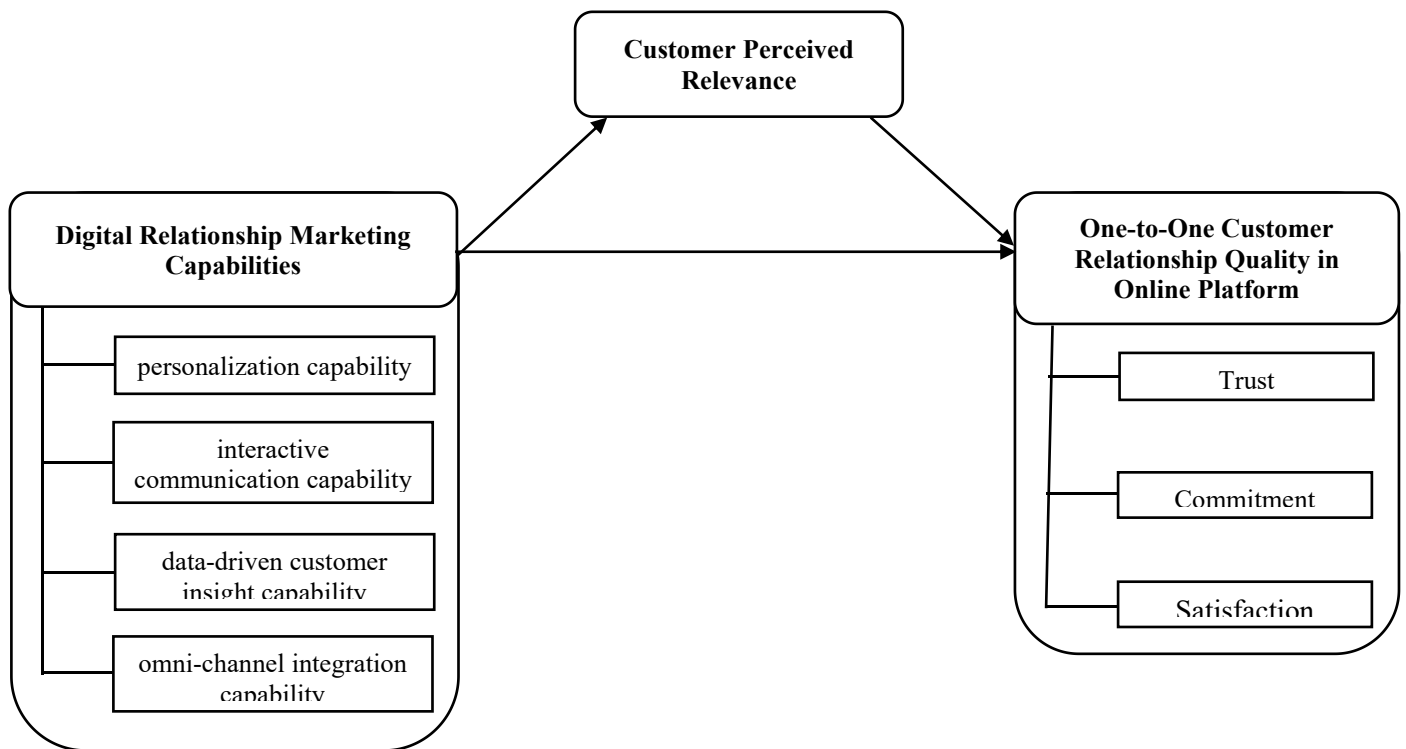 Customer Perceived
Relevance
Digital Relationship Marketing
Capabilities
personalization capability
interactive
communication capability
data-driven customer
insight capability
omni-channel integration
capability
One-to-One Customer
Relationship Quality in
Online Platform
Trust
Commitment
Satisfaction